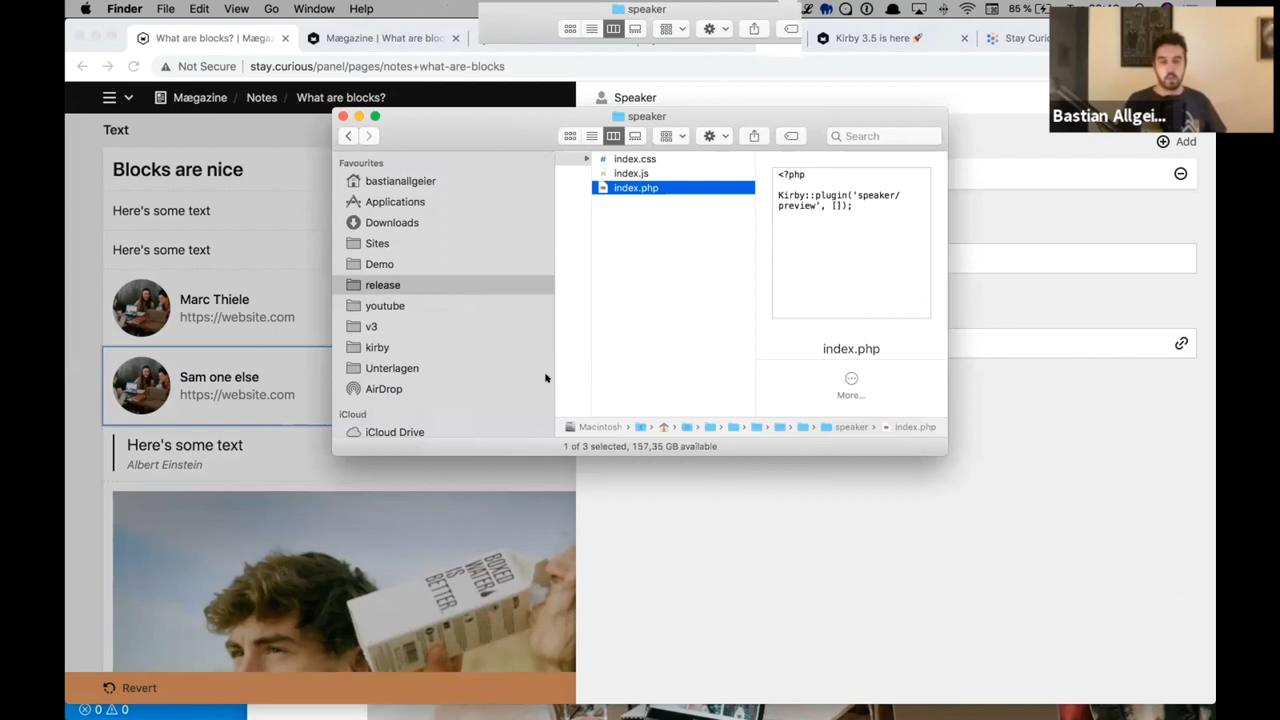 Finder File Edit View Go Window Help
speaker
85 %
What are blocks? | Mægaz
Mægazine | What are bloc
Kirby 3.5 is here 🚀
Stay Curi
Not Secure stay.curious/panel/pages/notes+what-are-blocks
Mægazine / Notes / What are blocks?
Speaker
Bastian Allgei...
Add
Text
Blocks are nice
Here's some text
Here's some text
Marc Thiele
https://website.com
Sam one else
https://website.com
Here's some text
Albert Einstein
BOXED
WATER
IS
BETTER.
Revert
0 0
speaker
Search
Favourites
bastianallgeier
Applications
Downloads
Sites
Demo
release
youtube
v3
kirby
Unterlagen
AirDrop
iCloud
iCloud Drive
index.css
index.js
index.php
<?php
Kirby::plugin('speaker/
preview', []);
index.php
More...
Macintosh
speaker
index.php
1 of 3 selected, 157,35 GB available